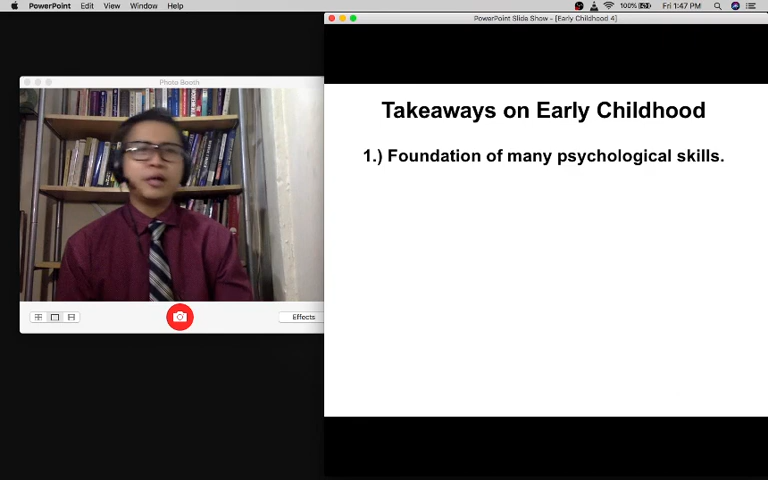 PowerPoint Edit View Window Help
100% Fri 1:47 PM
PowerPoint Slide Show - [Early Childhood 4]
Photo Booth
Takeaways on Early Childhood
1.) Foundation of many psychological skills.
Effects